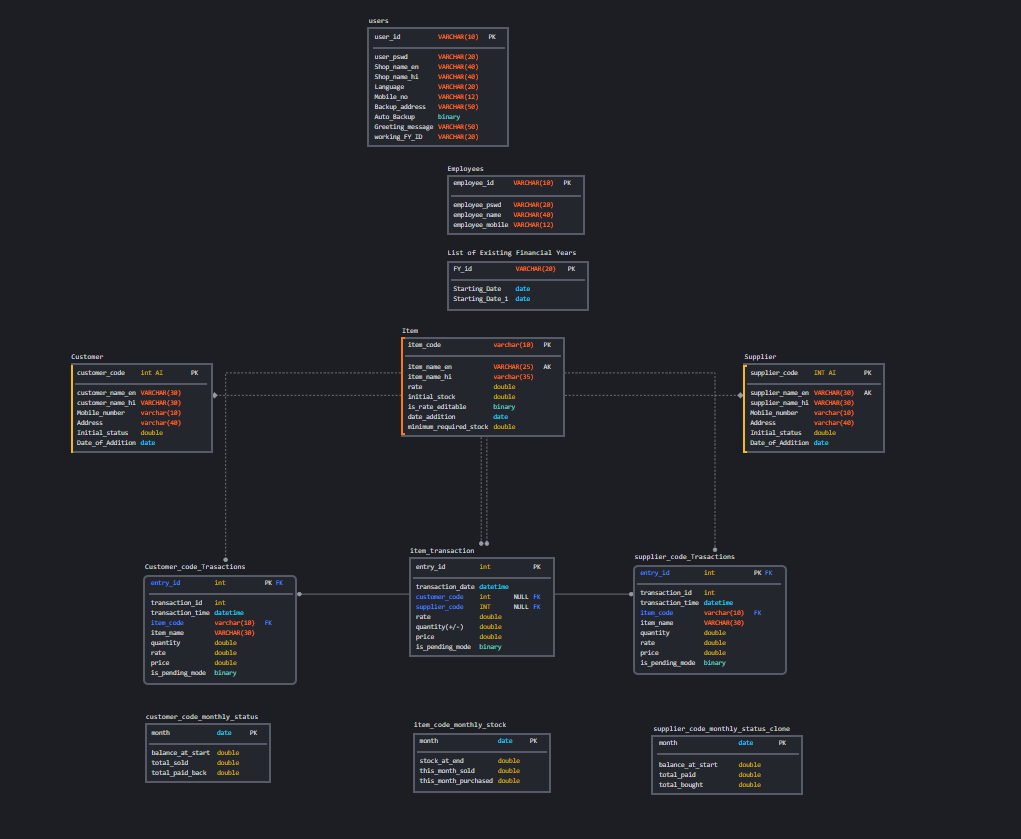 users
user_id VARCHAR(10) PK
user_pswd VARCHAR(20)
Shop_name_en VARCHAR(40)
Shop_name_hi VARCHAR(40)
Language VARCHAR(20)
Mobile_no VARCHAR(12)
Backup_address VARCHAR(50)
Auto_Backup binary
Greeting_message VARCHAR(50)
working_FY_ID VARCHAR(20)
Employees
employee_id VARCHAR(10) PK
employee_pswd VARCHAR(20)
employee_name VARCHAR(40)
employee_mobile VARCHAR(12)
List of Existing Financial Years
FY_id VARCHAR(20) PK
Starting_Date date
Starting_Date_1 date
Item
item_code varchar(10) PK
item_name_en VARCHAR(25) AK
item_name_hi varchar(35)
rate double
initial_stock double
is_rate_editable binary
date_addition date
minimum_required_stock double
Customer
customer_code int AI PK
customer_name_en VARCHAR(30)
customer_name_hi VARCHAR(30)
Mobile_number varchar(10)
Address varchar(40)
Initial_status double
Date_of_Addition date
Supplier
supplier_code INT AI PK
supplier_name_en VARCHAR(30) AK
supplier_name_hi VARCHAR(30)
Mobile_number varchar(10)
Address varchar(40)
Initial_status double
Date_of_Addition date
Customer_code_Trasactions
entry_id int PK FK
transaction_id int
transaction_time datetime
item_code varchar(10) FK
item_name VARCHAR(30)
quantity double
rate double
price double
is_pending_mode binary
item_transaction
entry_id int PK
transaction_date datetime
customer_code int NULL FK
supplier_code INT NULL FK
rate double
quantity(+/-) double
price double
is_pending_mode binary
supplier_code_Trasactions
entry_id int PK FK
transaction_id int
transaction_time datetime
item_code varchar(10) FK
item_name VARCHAR(30)
quantity double
rate double
price double
is_pending_mode binary
customer_code_monthly_status
month date PK
balance_at_start double
total_sold double
total_paid_back double
item_code_monthly_stock
month date PK
stock_at_end double
this_month_sold double
this_month_purchased double
supplier_code_monthly_status_clone
month date PK
balance_at_start double
total_paid double
total_bought double